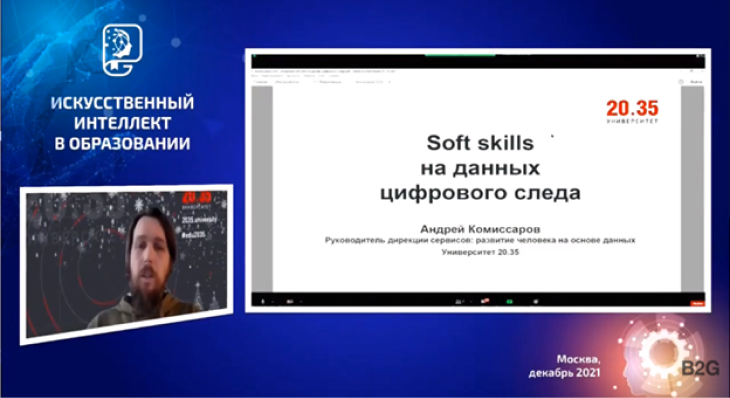 ИСКУССТВЕННЫЙ
ИНТЕЛЛЕКТ
В ОБРАЗОВАНИИ
20.35
УНИВЕРСИТЕТ
Soft skills
на данных
цифрового следа
Андрей Комиссаров
Руководитель дирекции сервисов: развитие человека на основе данных
Университет 20.35
20.35
УНИВЕРСИТЕТ
2035.university
#edu2035
Москва,
декабрь 2021
B2G